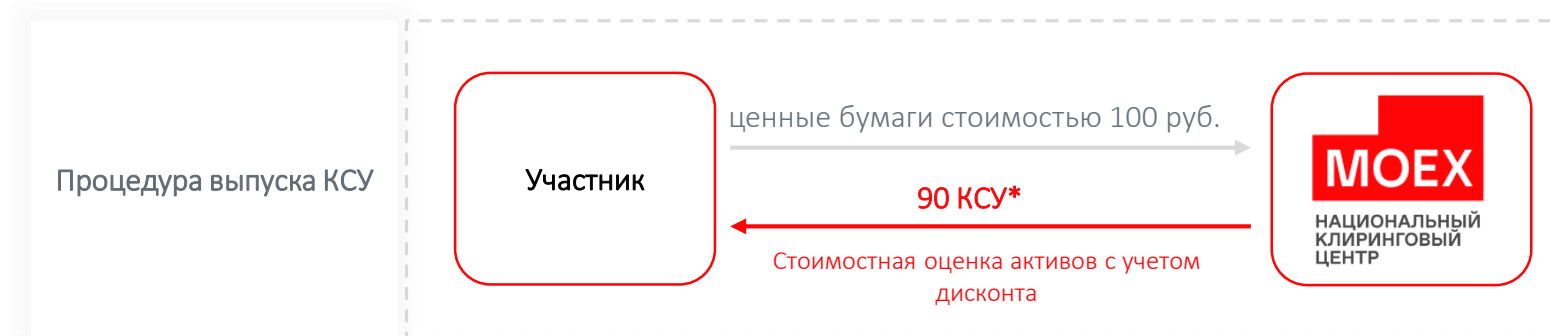 Процедура выпуска КСУ
Участник
ценные бумаги стоимостью 100 руб.
90 КСУ*
Стоимостная оценка активов с учетом
дисконта
MOEX
НАЦИОНАЛЬНЫЙ
КЛИРИНГОВЫЙ
ЦЕНТР